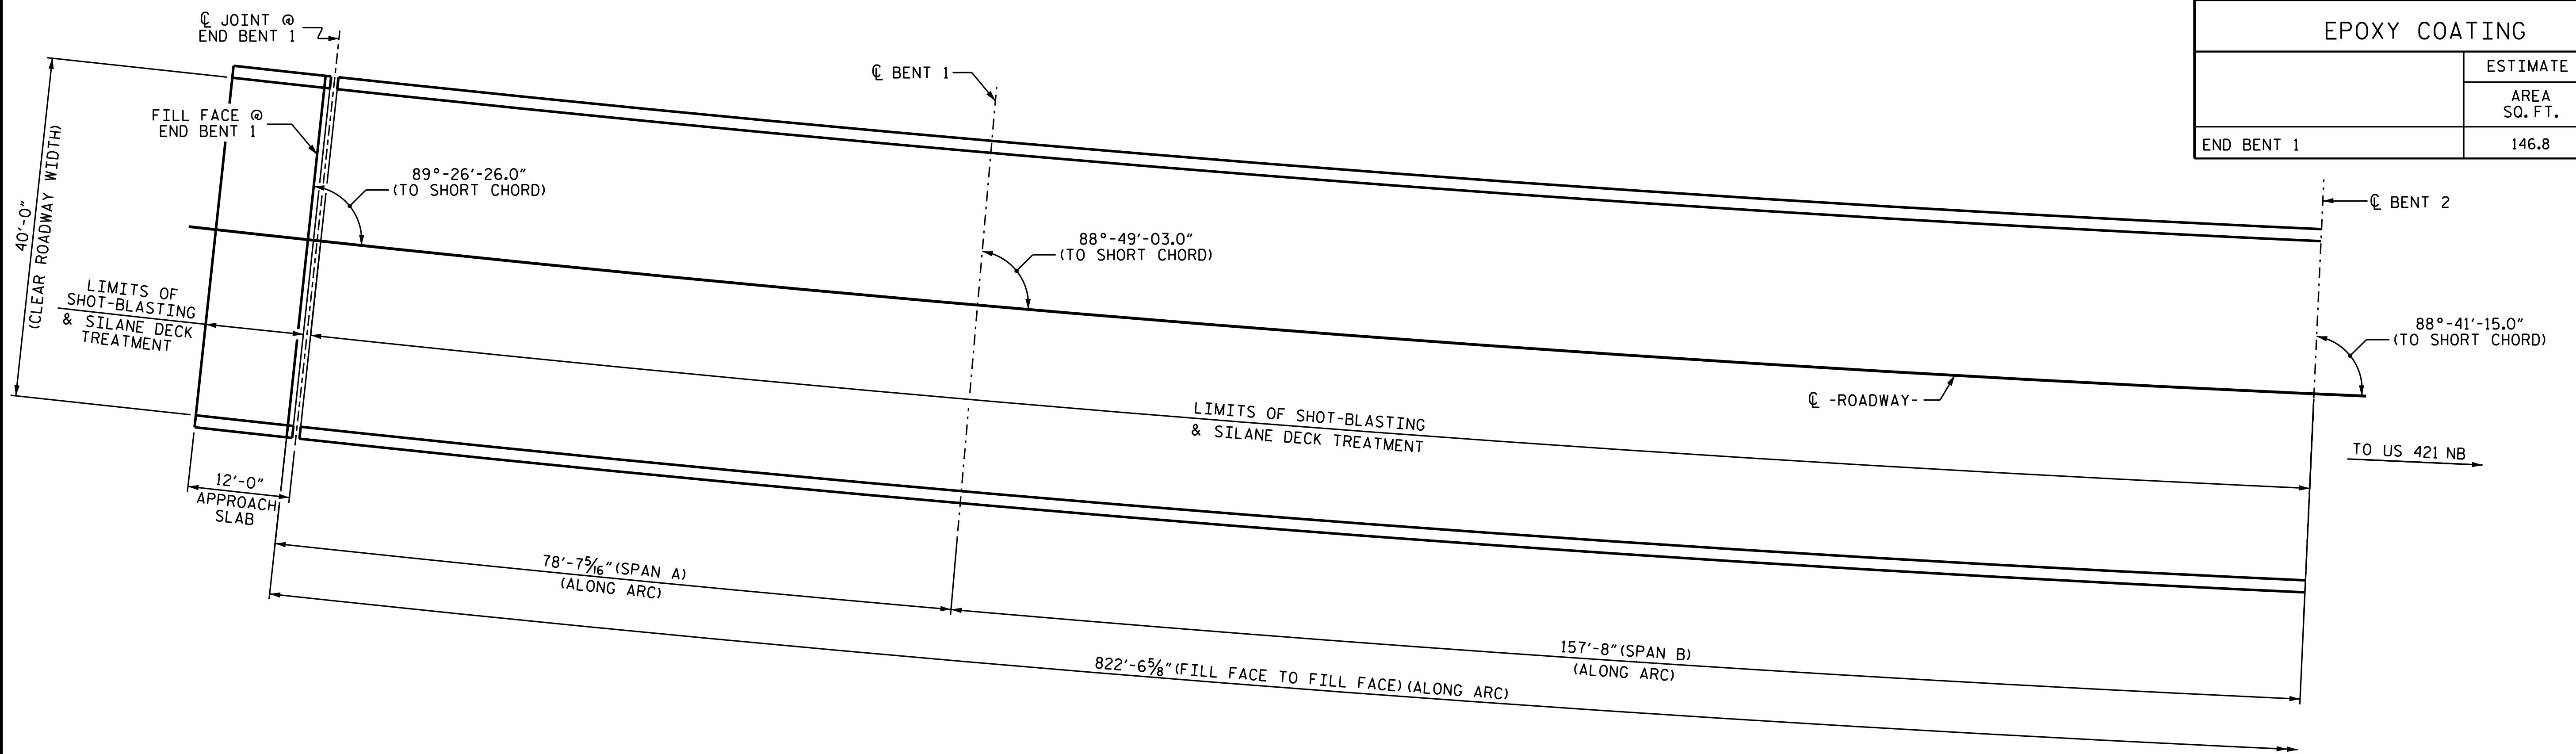 ℄ JOINT @
END BENT 1
FILL FACE @
END BENT 1
40'-0"
(CLEAR ROADWAY WIDTH)
89°-26'-26.0"
(TO SHORT CHORD)
℄ BENT 1
88°-49'-03.0"
(TO SHORT CHORD)
EPOXY COATING
ESTIMATE
AREA
SQ. FT.
END BENT 1 146.8
℄ BENT 2
88°-41'-15.0"
(TO SHORT CHORD)
LIMITS OF
SHOT-BLASTING
& SILANE DECK
TREATMENT
℄ -ROADWAY-
LIMITS OF SHOT-BLASTING
& SILANE DECK TREATMENT
TO US 421 NB
12'-0"
APPROACH
SLAB
78'-7 5/16" (SPAN A)
(ALONG ARC)
157'-8" (SPAN B)
(ALONG ARC)
822'-6 5/8" (FILL FACE TO FILL FACE) (ALONG ARC)